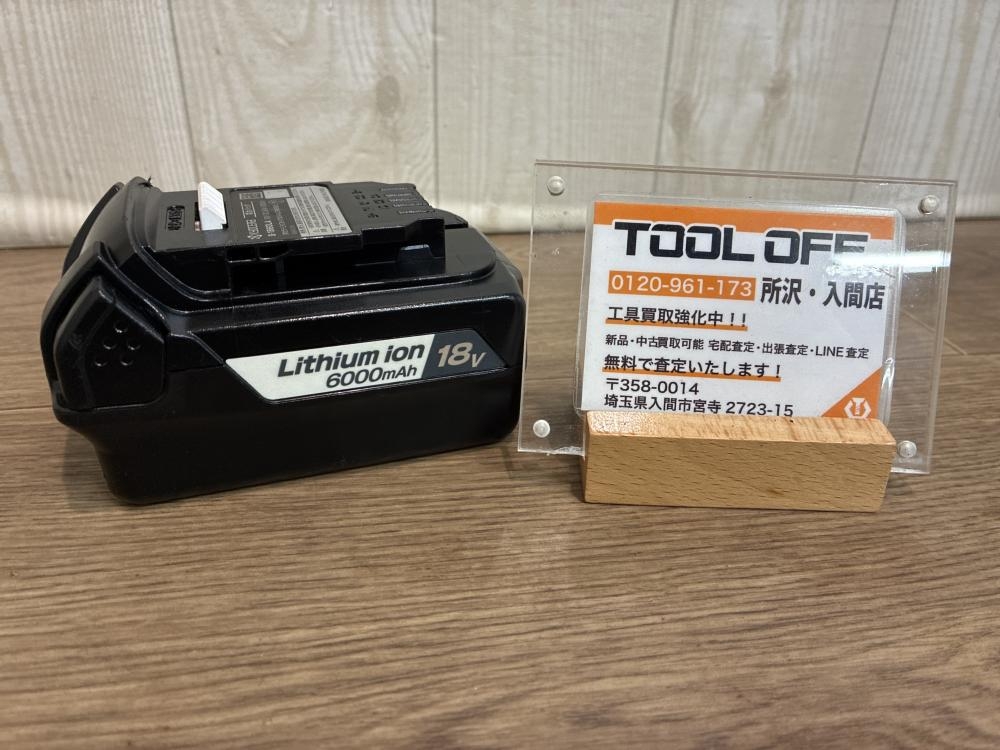 Lithium ion
6000mAh
18V
TOOL OFF
0120-961-173 所沢・入間店
工具買取強化中!!
新品・中古買取可能 宅配査定・出張査定・LINE査定
無料で査定いたします!
〒358-0014
埼玉県入間市宮寺 2723-15